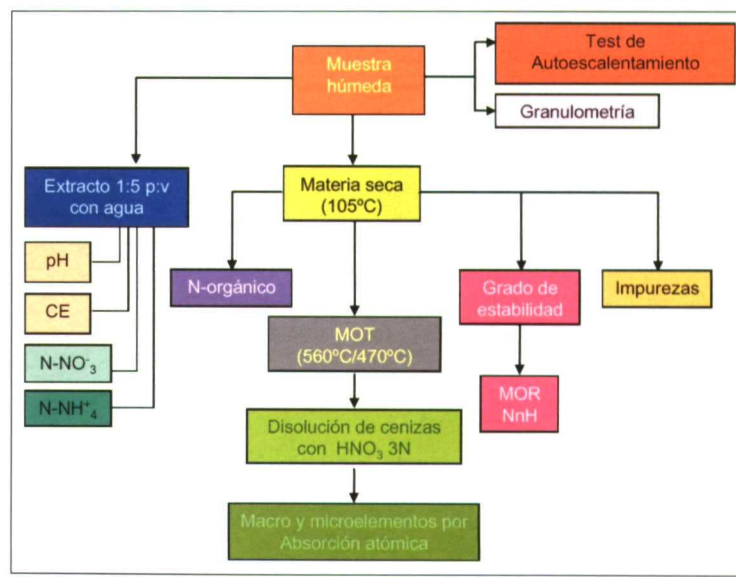 Muestra
húmeda
Test de
Autoescalentamiento
Granulometría
Extracto 1:5 p:v
con agua
Materia seca
(105ºC)
pH
CE
N-NO⁻₃
N-NH⁺₄
N-orgánico
Grado de
estabilidad
Impurezas
MOT
(560ºC/470ºC)
MOR
NnH
Disolución de cenizas
con HNO₃ 3N
Macro y microelementos por
Absorción atómica